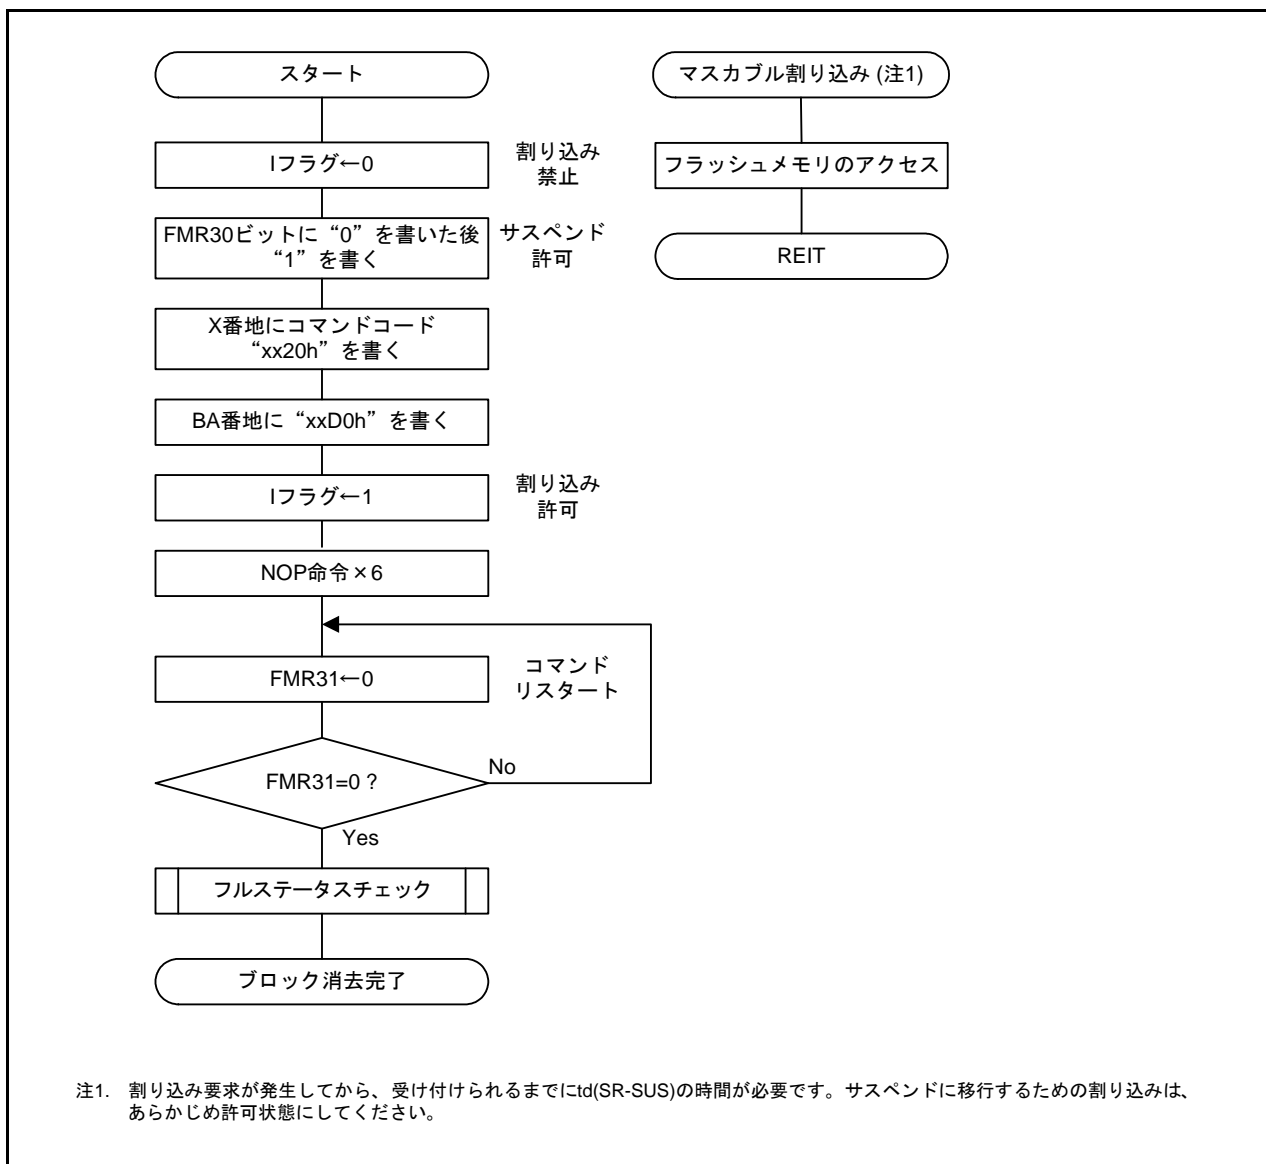 スタート
Iフラグ←0
割り込み
禁止
FMR30ビットに“0”を書いた後
“1”を書く
サスペンド
許可
X番地にコマンドコード
“xx20h”を書く
BA番地に“xxD0h”を書く
Iフラグ←1
割り込み
許可
NOP命令×6
FMR31←0
コマンド
リスタート
FMR31=0 ?
No
Yes
フルステータスチェック
ブロック消去完了
マスカブル割り込み (注1)
フラッシュメモリのアクセス
REIT
注1. 割り込み要求が発生してから、受け付けられるまでにtd(SR-SUS)の時間が必要です。サスペンドに移行するための割り込みは、
あらかじめ許可状態にしてください。